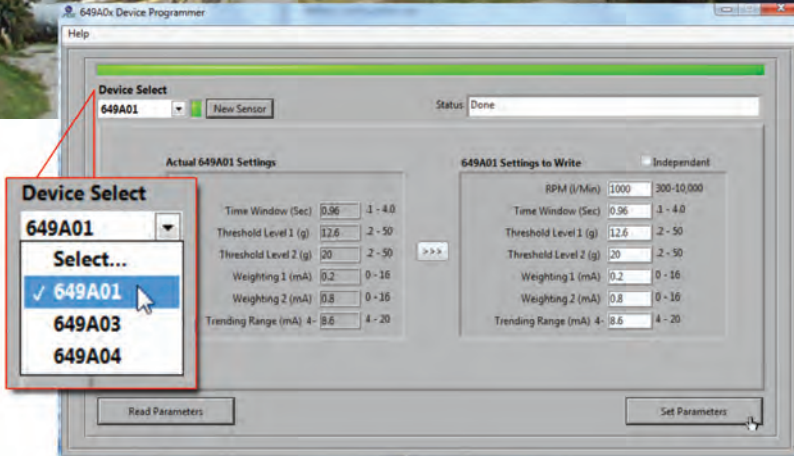 649A0x Device Programmer
Help
Device Select
649A01
New Sensor
Status Done
Actual 649A01 Settings
Time Window (Sec) 0.96 .1 - 4.0
Threshold Level 1 (g) 12.6 .2 - 50
Threshold Level 2 (g) 20 .2 - 50
Weighting 1 (mA) 0.2 0 - 16
Weighting 2 (mA) 0.8 0 - 16
Trending Range (mA) 4- 8.6 4 - 20
>>>
649A01 Settings to Write Independent
RPM (I/Min) 1000 300-10,000
Time Window (Sec) 0.96 .1 - 4.0
Threshold Level 1 (g) 12.6 .2 - 50
Threshold Level 2 (g) 20 .2 - 50
Weighting 1 (mA) 0.2 0 - 16
Weighting 2 (mA) 0.8 0 - 16
Trending Range (mA) 4- 8.6 4 - 20
Read Parameters
Set Parameters
Device Select
649A01
Select...
√ 649A01
649A03
649A04